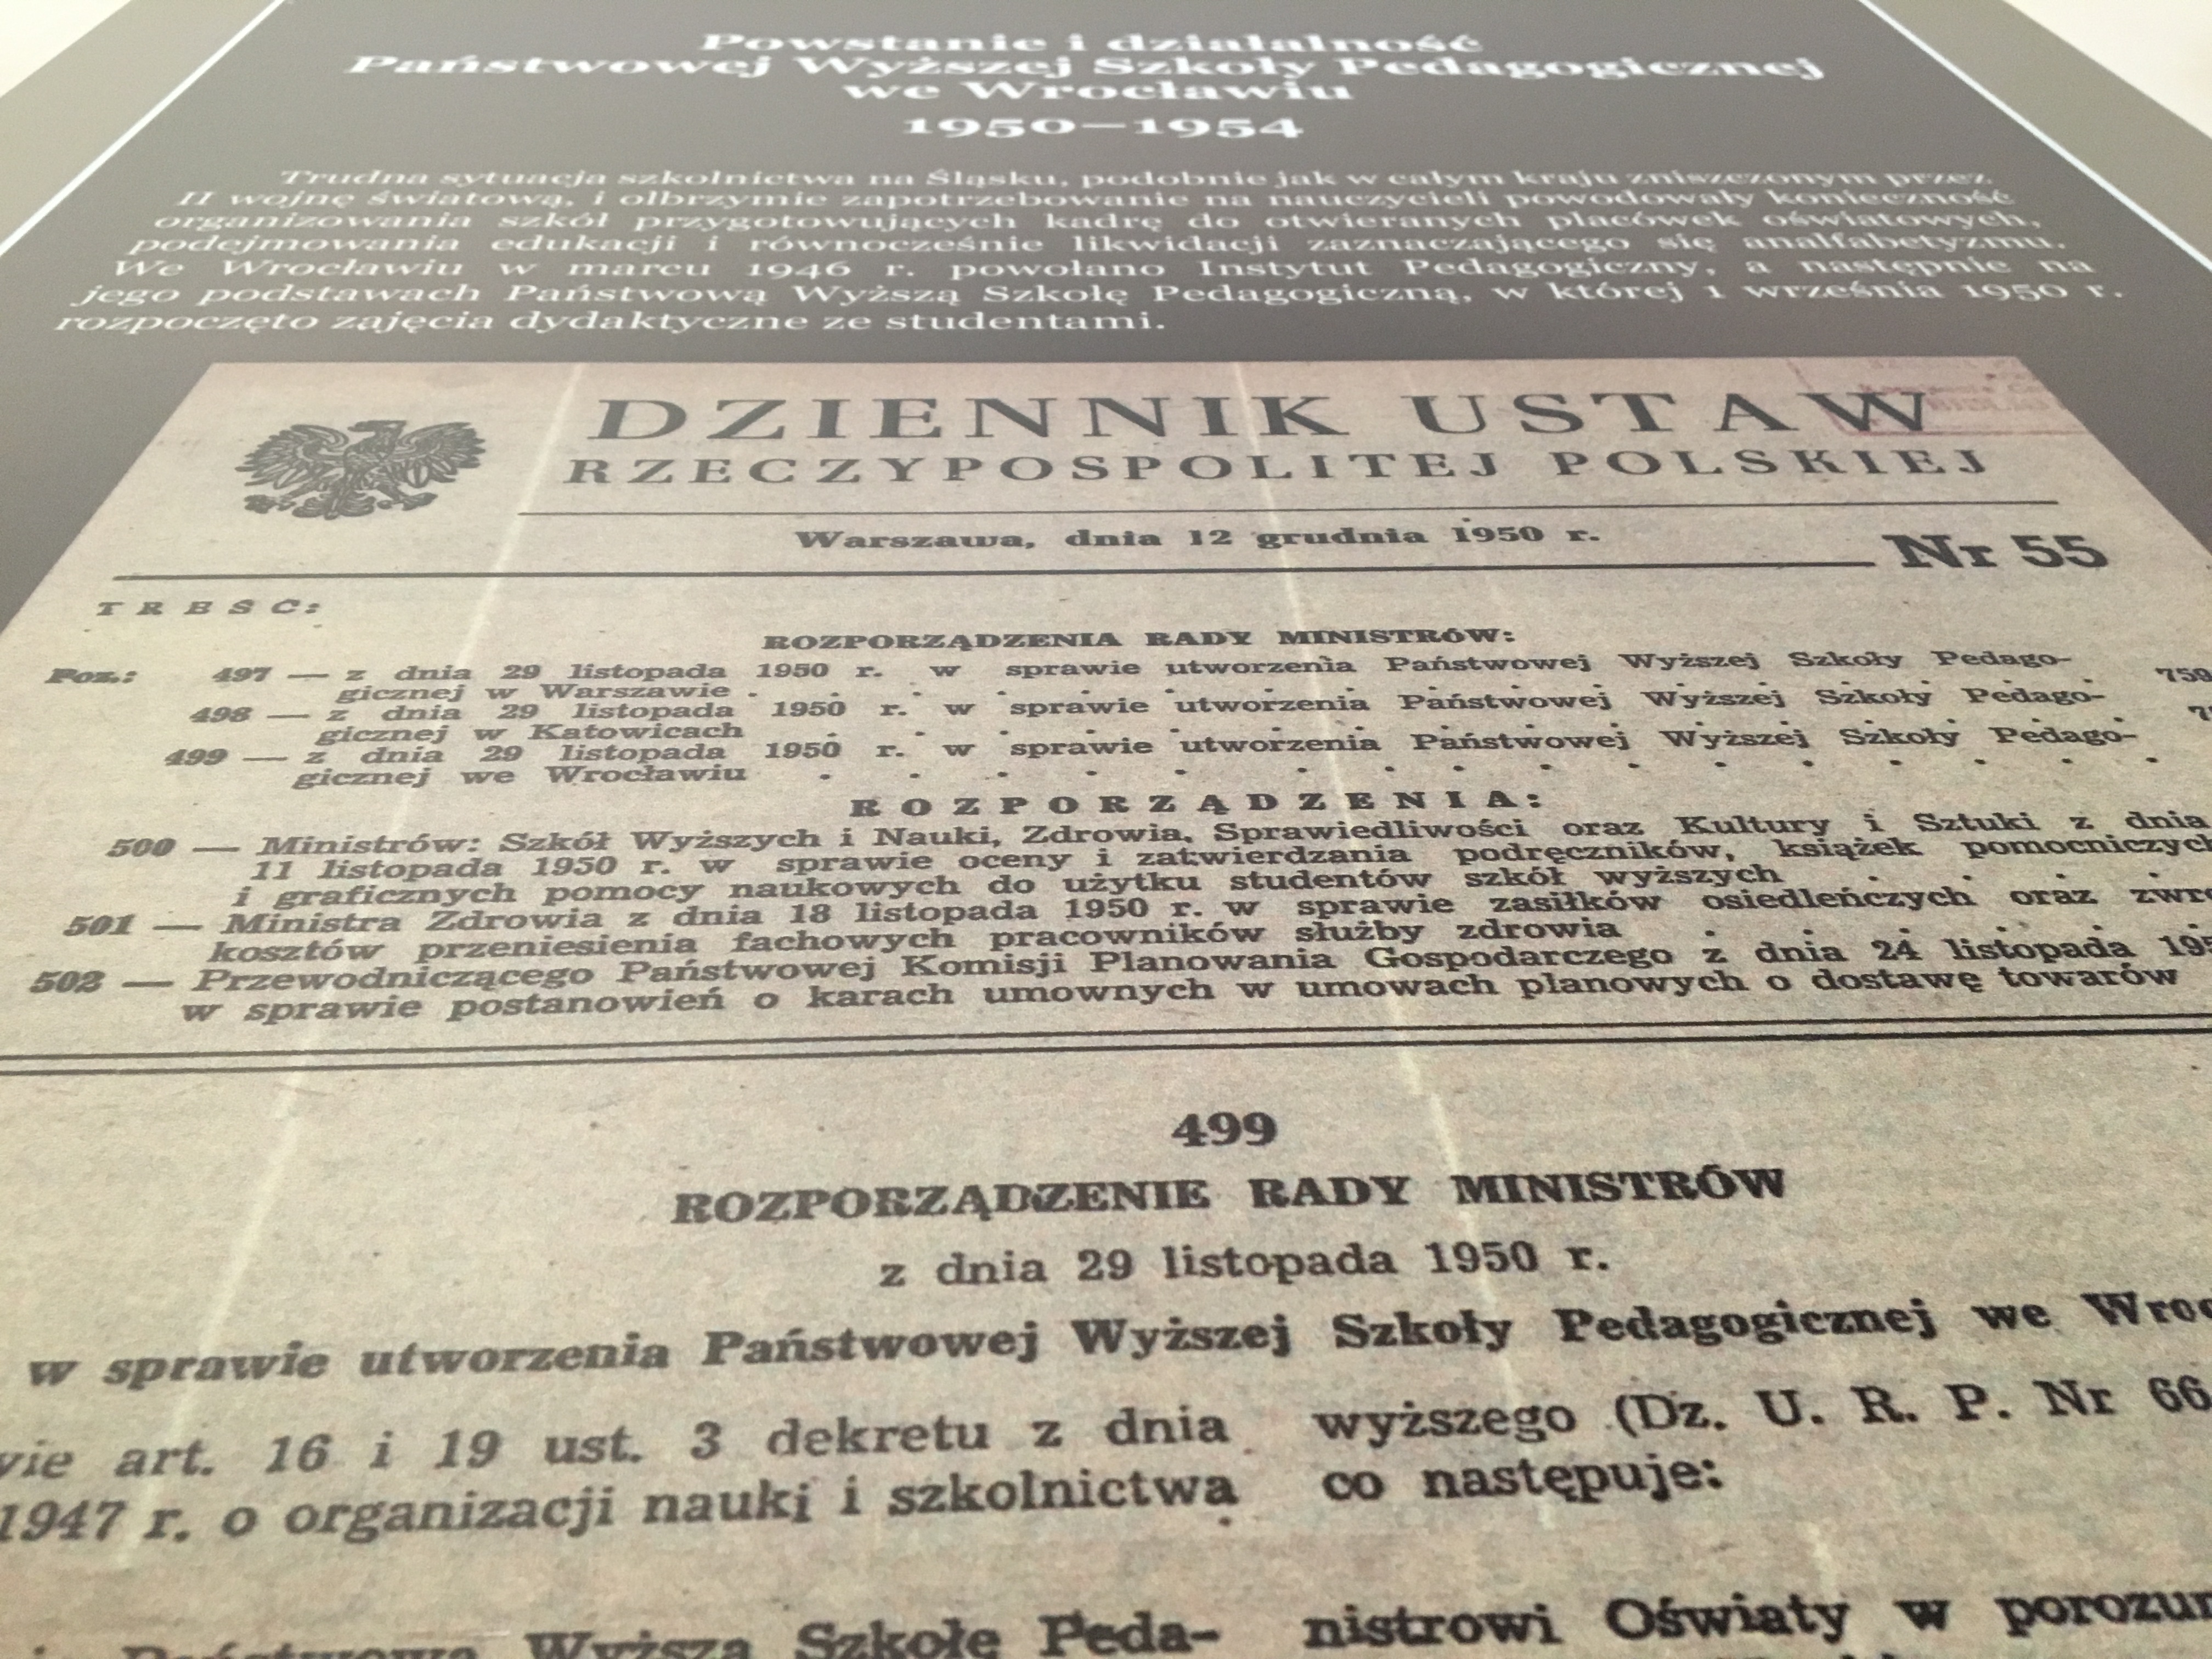 Powstanie i działalność
Państwowej Wyższej Szkoły Pedagogicznej
we Wrocławiu
1950–1954
Trudna sytuacja szkolnictwa na Śląsku, podobnie jak w całym kraju zniszczonym przez
II wojnę światową, i olbrzymie zapotrzebowanie na nauczycieli powodowały konieczność
organizowania szkół przygotowujących kadrę do otwieranych placówek oświatowych,
podejmowania edukacji i równocześnie likwidacji zaznaczającego się analfabetyzmu.
We Wrocławiu w marcu 1946 r. powołano Instytut Pedagogiczny, a następnie na
jego podstawach Państwową Wyższą Szkołę Pedagogiczną, w której 1 września 1950 r.
rozpoczęto zajęcia dydaktyczne ze studentami.
DZIENNIK USTAW
RZECZYPOSPOLITEJ POLSKIEJ
Warszawa, dnia 12 grudnia 1950 r.
Nr 55
TREŚĆ:
ROZPORZĄDZENIA RADY MINISTRÓW:
Poz.: 497 — z dnia 29 listopada 1950 r. w sprawie utworzenia Państwowej Wyższej Szkoły Pedago-
gicznej w Warszawie . . . . . . . . . . . 759
498 — z dnia 29 listopada 1950 r. w sprawie utworzenia Państwowej Wyższej Szkoły Pedago-
gicznej w Katowicach . . . . . . . . . . .
499 — z dnia 29 listopada 1950 r. w sprawie utworzenia Państwowej Wyższej Szkoły Pedago-
gicznej we Wrocławiu . . . . . . . . . . .
ROZPORZĄDZENIA:
500 — Ministrów: Szkół Wyższych i Nauki, Zdrowia, Sprawiedliwości oraz Kultury i Sztuki z dnia
11 listopada 1950 r. w sprawie oceny i zatwierdzania podręczników, książek pomocniczych
i graficznych pomocy naukowych do użytku studentów szkół wyższych . . .
501 — Ministra Zdrowia z dnia 18 listopada 1950 r. w sprawie zasiłków osiedleńczych oraz zwro
kosztów przeniesienia fachowych pracowników służby zdrowia . . . . .
502 — Przewodniczącego Państwowej Komisji Planowania Gospodarczego z dnia 24 listopada 195
w sprawie postanowień o karach umownych w umowach planowych o dostawę towarów
499
ROZPORZĄDZENIE RADY MINISTRÓW
z dnia 29 listopada 1950 r.
w sprawie utworzenia Państwowej Wyższej Szkoły Pedagogicznej we Wroc
wie art. 16 i 19 ust. 3 dekretu z dnia
1947 r. o organizacji nauki i szkolnictwa
wyższego (Dz. U. R. P. Nr 66
co następuje:
Państwową Wyższą Szkołę Peda-
nistrowi Oświaty w porozum